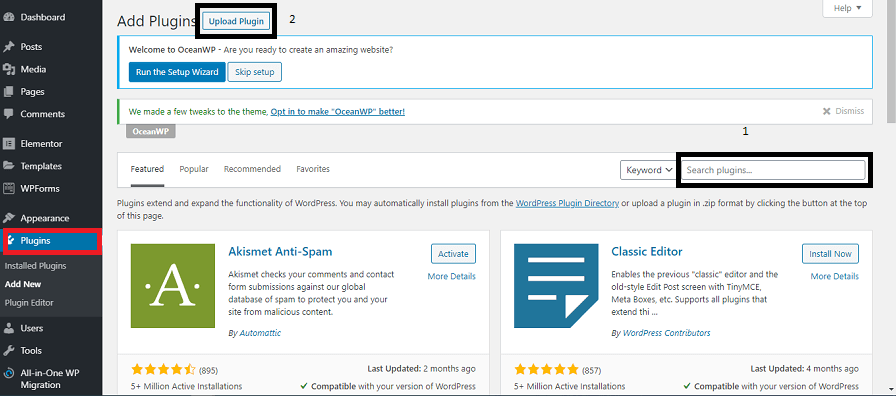 Dashboard
Posts
Media
Pages
Comments
Elementor
Templates
WPForms
Appearance
Plugins
Installed Plugins
Add New
Plugin Editor
Users
Tools
All-in-One WP
Migration
Help
Add Plugins Upload Plugin 2
Welcome to OceanWP - Are you ready to create an amazing website?
Run the Setup Wizard Skip setup
We made a few tweaks to the theme, Opt in to make "OceanWP" better! Dismiss
OceanWP
1
Featured Popular Recommended Favorites Keyword Search plugins...
Plugins extend and expand the functionality of WordPress. You may automatically install plugins from the WordPress Plugin Directory or upload a plugin in .zip format by clicking the button at the top
of this page.
Akismet Anti-Spam
Activate
More Details
Akismet checks your comments and contact
form submissions against our global
database of spam to protect you and your
site from malicious content.
By Automattic
(895)
5+ Million Active Installations
Last Updated: 2 months ago
Compatible with your version of WordPress
Classic Editor
Install Now
More Details
Enables the previous "classic" editor and the
old-style Edit Post screen with TinyMCE,
Meta Boxes, etc. Supports all plugins that
extend thi ...
By WordPress Contributors
(857)
5+ Million Active Installations
Last Updated: 4 months ago
Compatible with your version of WordPress